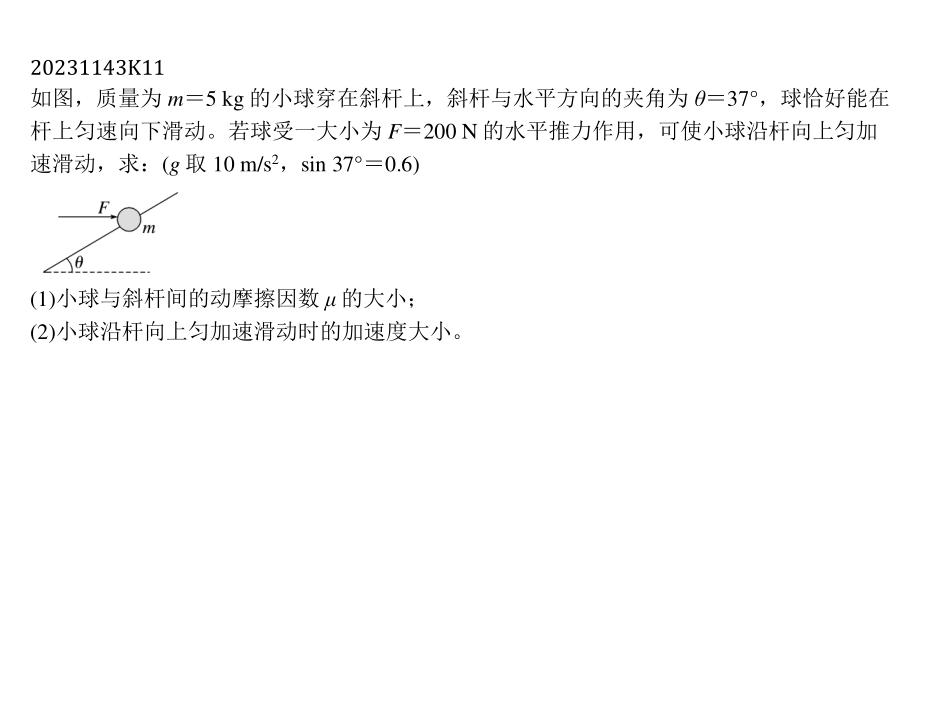 20231143K11
如图，质量为 m＝5 kg 的小球穿在斜杆上，斜杆与水平方向的夹角为 θ＝37°，球恰好能在
杆上匀速向下滑动。若球受一大小为 F＝200 N 的水平推力作用，可使小球沿杆向上匀加
速滑动，求：(g 取 10 m/s²，sin 37°＝0.6)
F
m
θ
(1)小球与斜杆间的动摩擦因数 μ 的大小；
(2)小球沿杆向上匀加速滑动时的加速度大小。